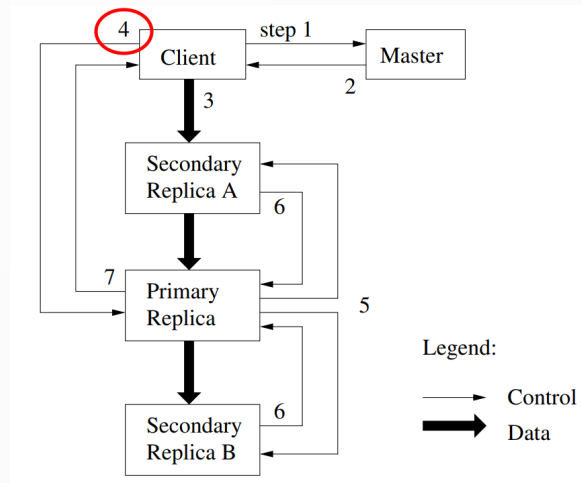 4
step 1
Client
Master
2
3
Secondary
Replica A
6
7
Primary
Replica
5
Legend:
Control
6
Secondary
Replica B
Data